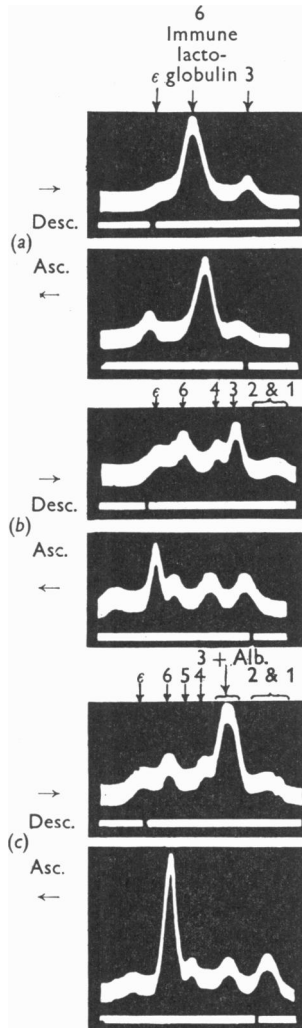 6
Immune
lacto-
ϵ globulin 3
→
Desc.
(a)
Asc.
←
ϵ 6 4 3 2 & 1
→
Desc.
(b)
Asc.
←
3 + Alb.
ϵ 6 5 4 2 & 1
→
Desc.
(c)
Asc.
←